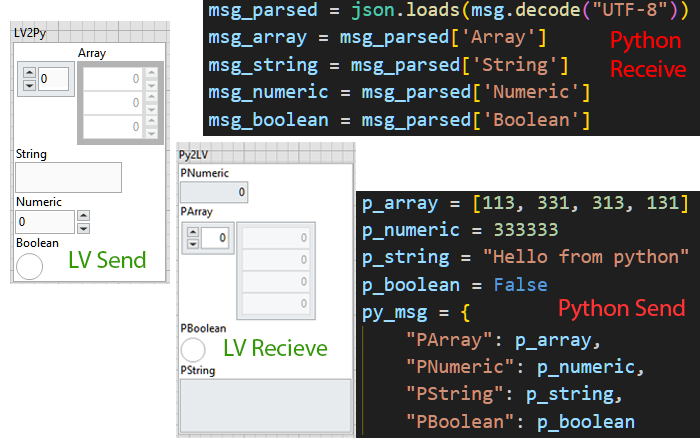 LV2Py
Array
0
0
0
0
String
Numeric
0
Boolean
LV Send
msg_parsed = json.loads(msg.decode("UTF-8"))
msg_array = msg_parsed['Array']
msg_string = msg_parsed['String']
msg_numeric = msg_parsed['Numeric']
msg_boolean = msg_parsed['Boolean']
Python
Receive
Py2LV
PNumeric
0
PArray
0
0
0
0
0
PBoolean
LV Recieve
PString
p_array = [113, 331, 313, 131]
p_numeric = 333333
p_string = "Hello from python"
p_boolean = False
py_msg = {
"PArray": p_array,
"PNumeric": p_numeric,
"PString": p_string,
"PBoolean": p_boolean
Python Send